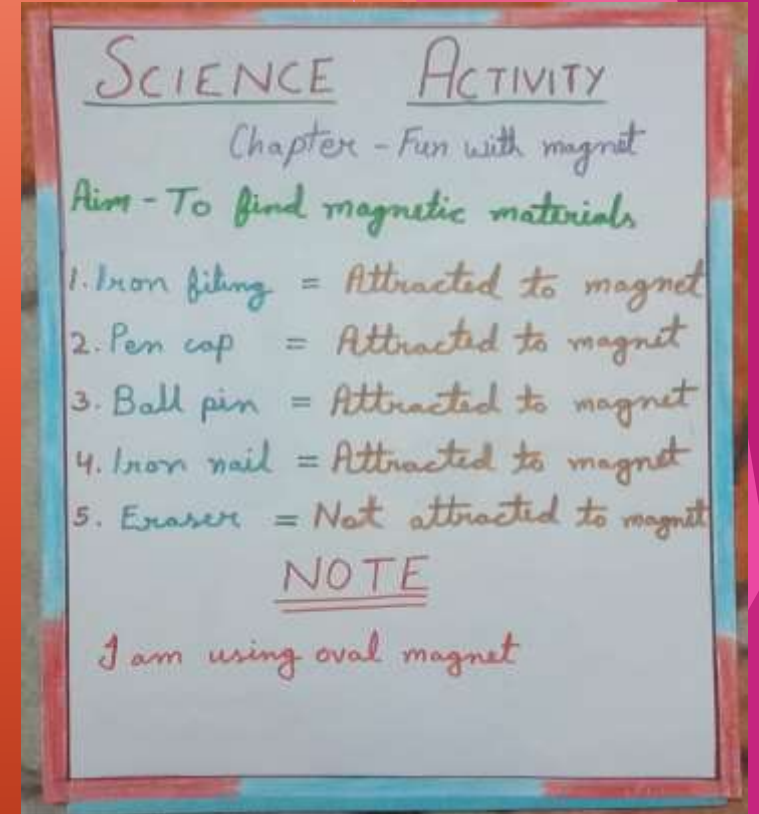 SCIENCE ACTIVITY
Chapter - Fun with magnet
Aim - To find magnetic materials
1. Iron filing = Attracted to magnet
2. Pen cap = Attracted to magnet
3. Ball pin = Attracted to magnet
4. Iron nail = Attracted to magnet
5. Eraser = Not attracted to magnet
NOTE
I am using oval magnet